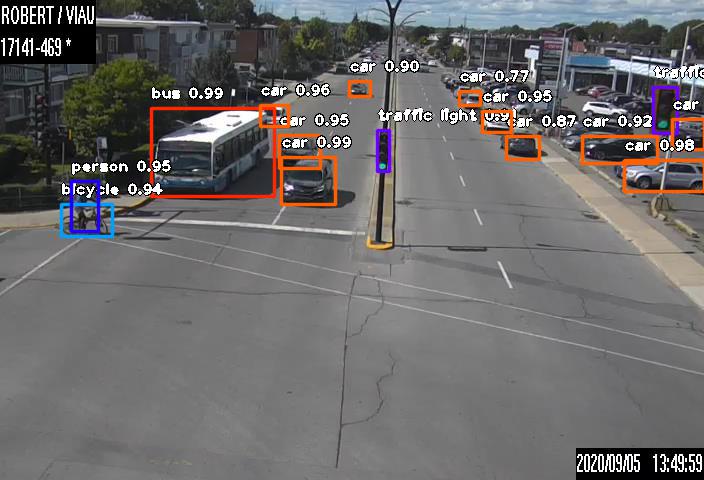 ROBERT / VIAU
17141-469 *
car 0.90
car 0.77
traffic
bus 0.99
car 0.96
car 0.95
car
traffic light 0.9
car 0.95
car 0.87
car 0.92
car 0.99
car 0.98
person 0.95
bicycle 0.94
2020/09/05 13:49:59